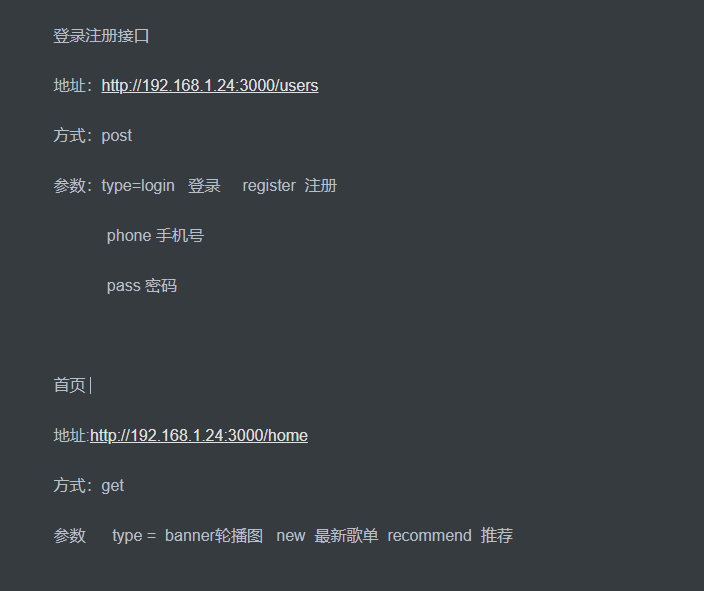 登录注册接口
地址：http://192.168.1.24:3000/users
方式：post
参数：type=login 登录 register 注册
phone 手机号
pass 密码
首页
地址:http://192.168.1.24:3000/home
方式：get
参数 type = banner轮播图 new 最新歌单 recommend 推荐